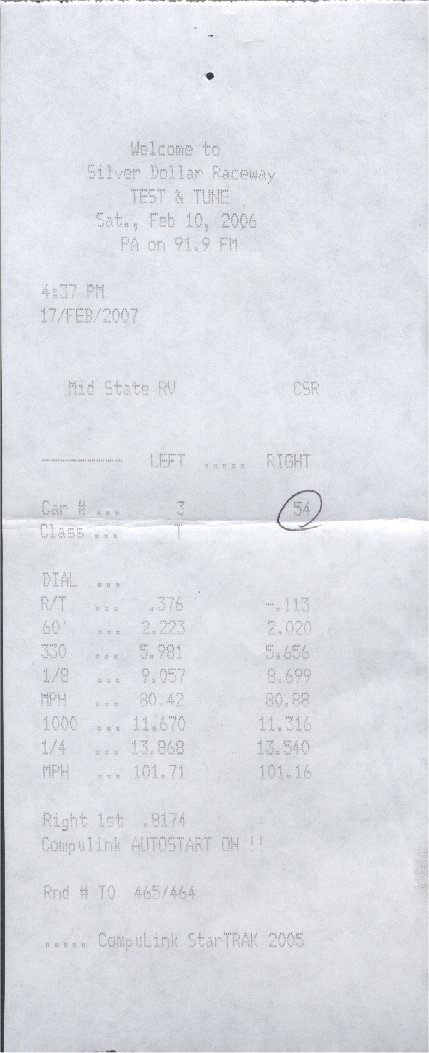 Welcome to
Silver Dollar Raceway
TEST & TUNE
Sat., Feb 10, 2006
PA on 91.9 FM
4:37 PM
17/FEB/2007
Mid State RV CSR
---------- LEFT ..... RIGHT
Car # ... 3 54
Class ... T
DIAL ...
R/T ... .376 -.113
60' ... 2.223 2.020
330 ... 5.981 5.656
1/8 ... 9.057 8.699
MPH ... 80.42 80.88
1000 ... 11.670 11.316
1/4 ... 13.868 13.540
MPH ... 101.71 101.16
Right 1st .8174
Compulink AUTOSTART ON !!
Rnd # T0 465/464
..... CompuLink StarTRAK 2005